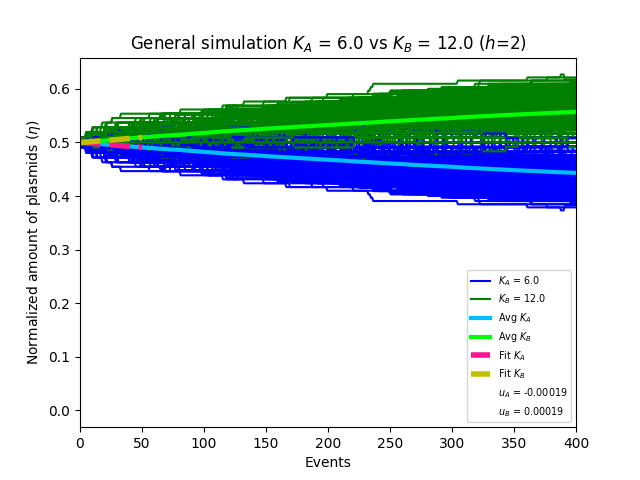 General simulation K_A = 6.0 vs K_B = 12.0 (h=2)
Normalized amount of plasmids (η)
0.6
0.5
0.4
0.3
0.2
0.1
0.0
K_A = 6.0
K_B = 12.0
Avg K_A
Avg K_B
Fit K_A
Fit K_B
u_A = -0.00019
u_B = 0.00019
0 50 100 150 200 250 300 350 400
Events